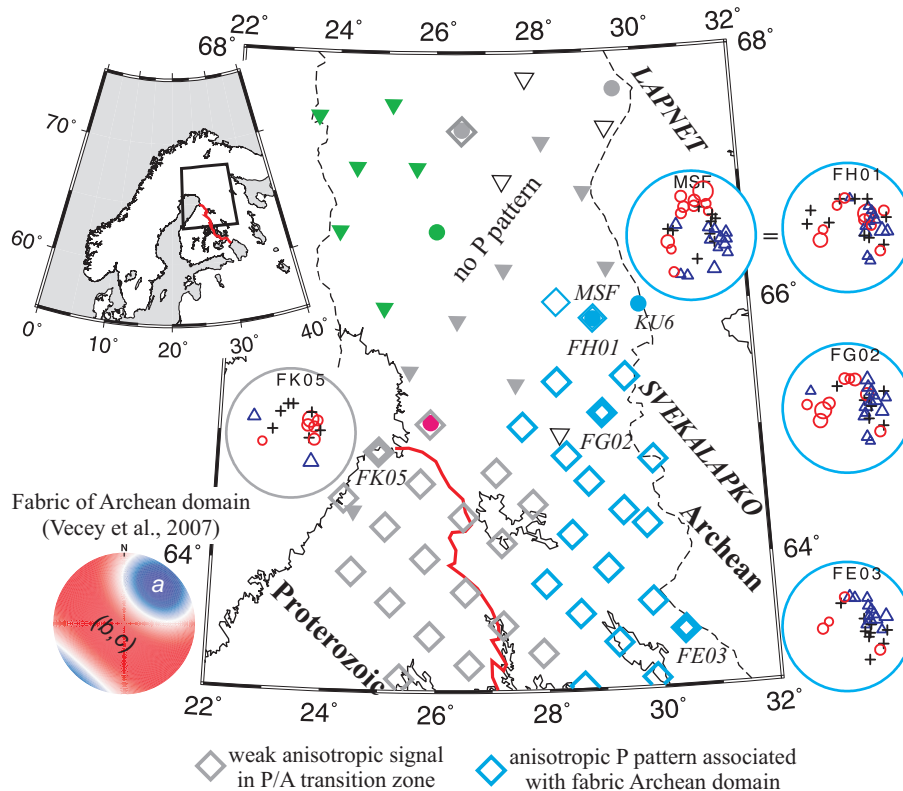 22° 24 26 28 30 32°
68° 68°
LAPNET
70°
60°
0° 10° 20° 30° 40°
no P pattern
MSF
=
FH01
66°
MSF
KU6
FH01
FK05
FG02
FG02
SVEKALAPKO
FK05
Archean
Fabric of Archean domain
(Vecey et al., 2007)
64° 64°
N
a
(b,c)
Proterozoic
FE03
FE03
22° 24 26 28 30 32°
weak anisotropic signal
in P/A transition zone
anisotropic P pattern associated
with fabric Archean domain